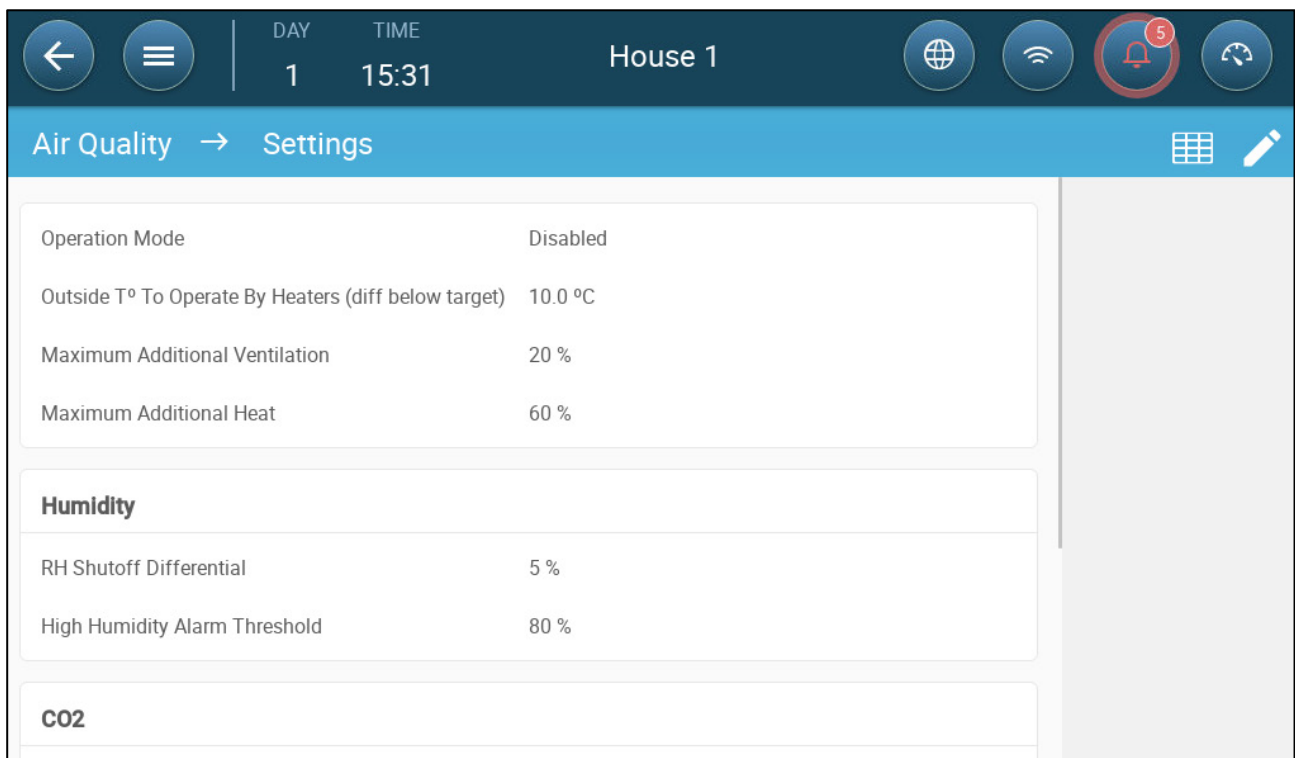 DAY TIME
1 15:31
House 1
5
Air Quality → Settings
Operation Mode Disabled
Outside Tº To Operate By Heaters (diff below target) 10.0 ºC
Maximum Additional Ventilation 20 %
Maximum Additional Heat 60 %
Humidity
RH Shutoff Differential 5 %
High Humidity Alarm Threshold 80 %
CO2